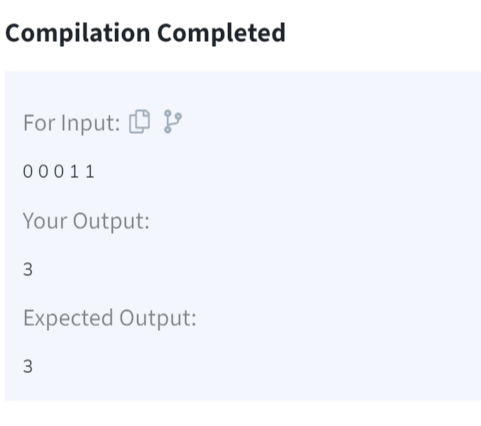 Compilation Completed
For Input:
0 0 0 1 1
Your Output:
3
Expected Output:
3